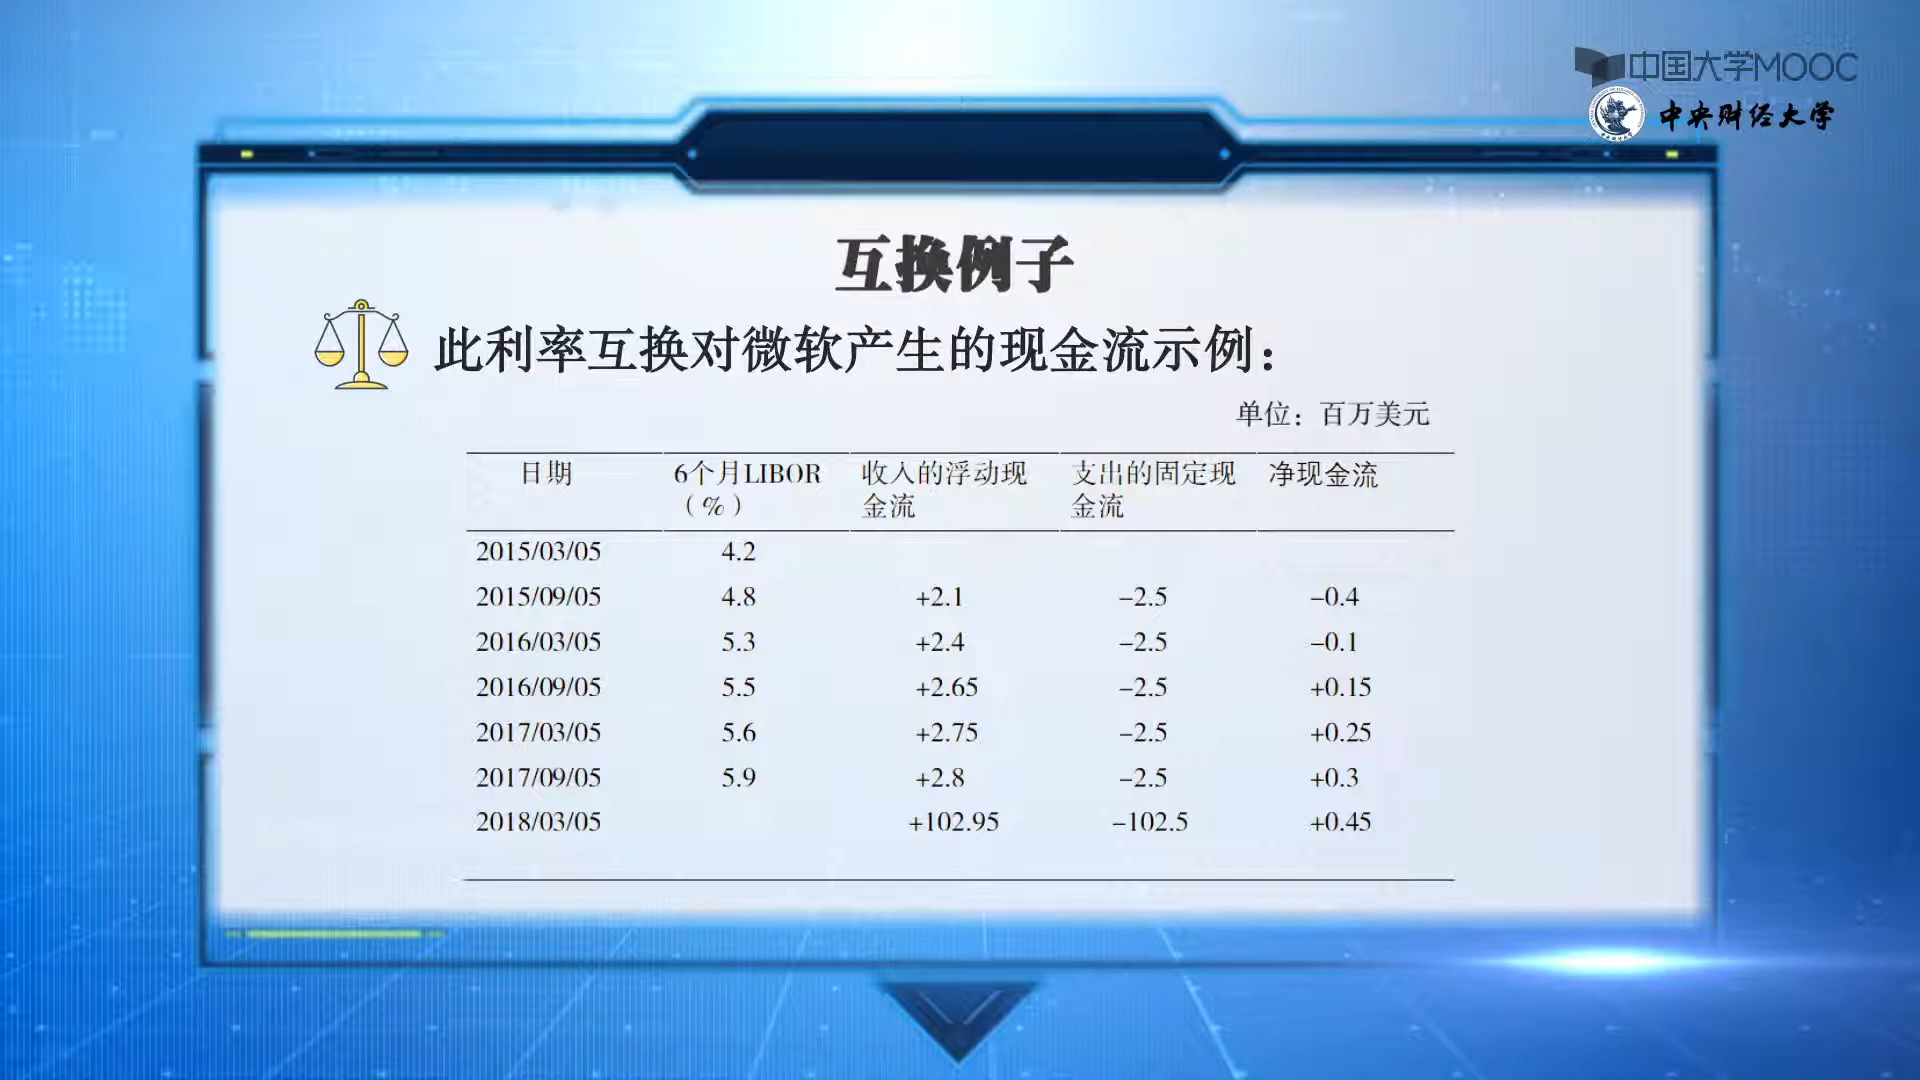 中国大学MOOC
中央财经大学
互换例子
此利率互换对微软产生的现金流示例：
单位：百万美元
日期 6个月LIBOR（%） 收入的浮动现金流 支出的固定现金流 净现金流
2015/03/05 4.2
2015/09/05 4.8 +2.1 −2.5 −0.4
2016/03/05 5.3 +2.4 −2.5 −0.1
2016/09/05 5.5 +2.65 −2.5 +0.15
2017/03/05 5.6 +2.75 −2.5 +0.25
2017/09/05 5.9 +2.8 −2.5 +0.3
2018/03/05 +102.95 −102.5 +0.45